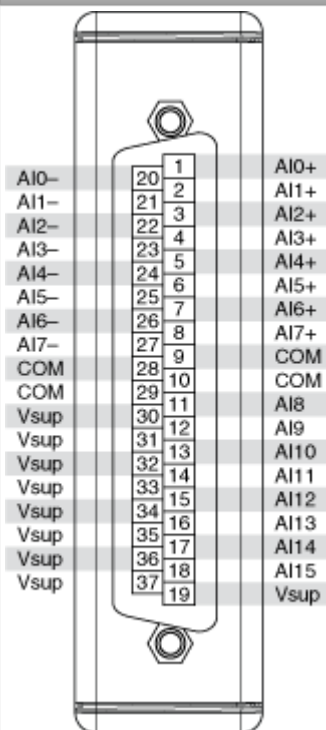 1 AI0+
AI0– 20
2 AI1+
AI1– 21
3 AI2+
AI2– 22
4 AI3+
AI3– 23
5 AI4+
AI4– 24
6 AI5+
AI5– 25
7 AI6+
AI6– 26
8 AI7+
AI7– 27
9 COM
COM 28
10 COM
COM 29
11 AI8
Vsup 30
12 AI9
Vsup 31
13 AI10
Vsup 32
14 AI11
Vsup 33
15 AI12
Vsup 34
16 AI13
Vsup 35
17 AI14
Vsup 36
18 AI15
Vsup 37
19 Vsup